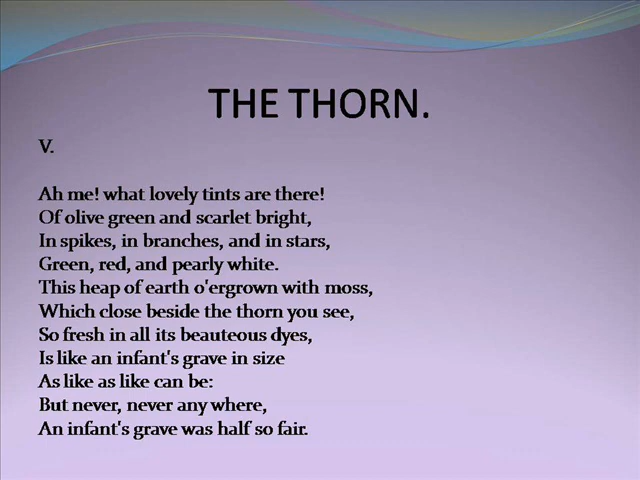 THE THORN.
V.
Ah me! what lovely tints are there!
Of olive green and scarlet bright,
In spikes, in branches, and in stars,
Green, red, and pearly white.
This heap of earth o'ergrown with moss,
Which close beside the thorn you see,
So fresh in all its beauteous dyes,
Is like an infant's grave in size
As like as like can be:
But never, never any where,
An infant's grave was half so fair.